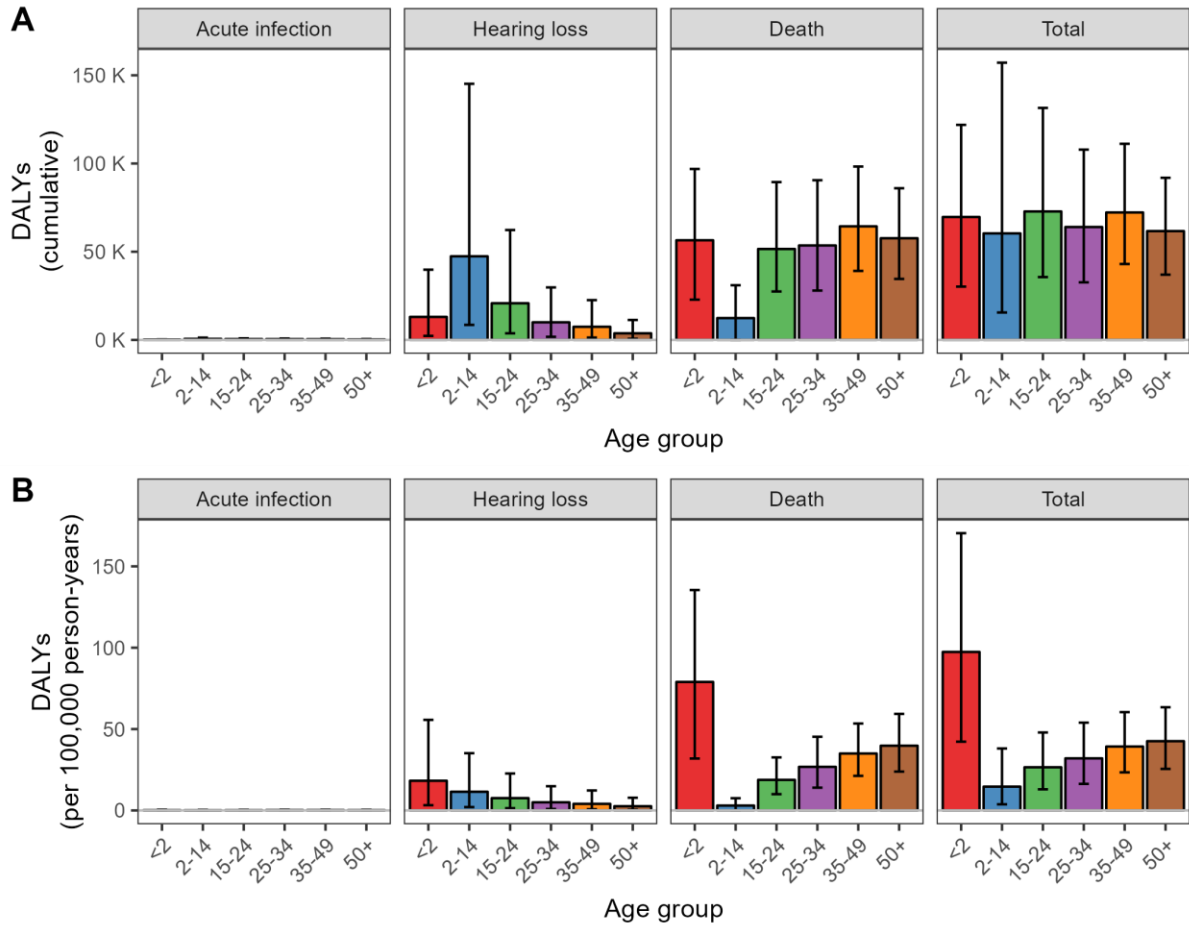 A
Acute infection
Hearing loss
Death
Total
DALYs
(cumulative)
150 K
100 K
50 K
0 K
<2
2-14
15-24
25-34
35-49
50+
<2
2-14
15-24
25-34
35-49
50+
<2
2-14
15-24
25-34
35-49
50+
<2
2-14
15-24
25-34
35-49
50+
Age group
B
Acute infection
Hearing loss
Death
Total
DALYs
(per 100,000 person-years)
150
100
50
0
<2
2-14
15-24
25-34
35-49
50+
<2
2-14
15-24
25-34
35-49
50+
<2
2-14
15-24
25-34
35-49
50+
<2
2-14
15-24
25-34
35-49
50+
Age group